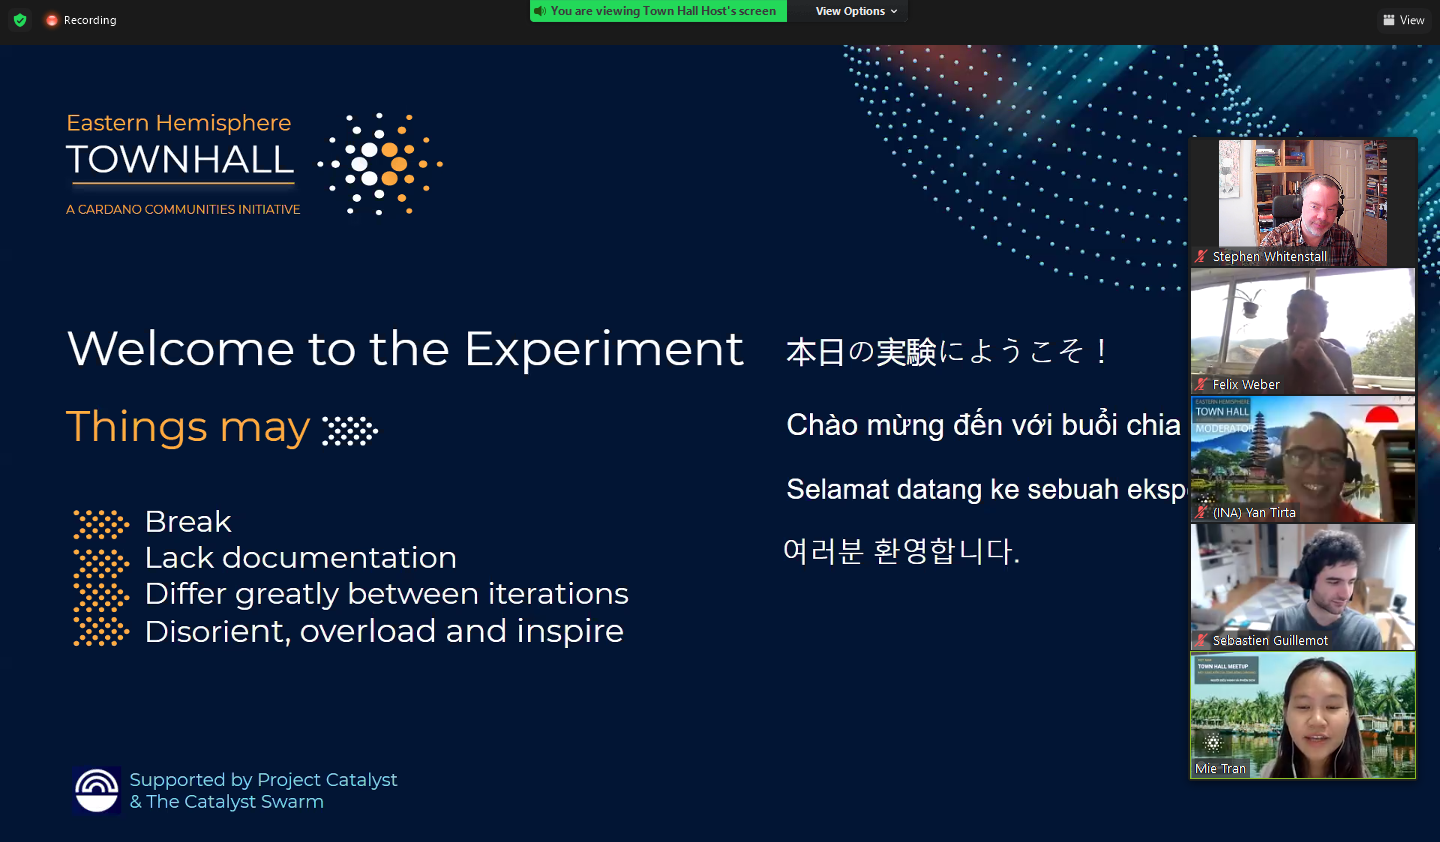 Recording
You are viewing Town Hall Host's screen
View Options
View
Eastern Hemisphere
TOWNHALL
A CARDANO COMMUNITIES INITIATIVE
Welcome to the Experiment
Things may
Break
Lack documentation
Differ greatly between iterations
Disorient, overload and inspire
本日の実験にようこそ！
Chào mừng đến với buổi chia
Selamat datang ke sebuah
여러분 환영합니다.
Supported by Project Catalyst
& The Catalyst Swarm
Stephen Whitenstall
Felix Weber
EASTERN HEMISPHERE
TOWN HALL
MODERATOR
(INA) Yan Tirta
Sebastien Guillemot
TOWN HALL MEETUP
Mie Tran